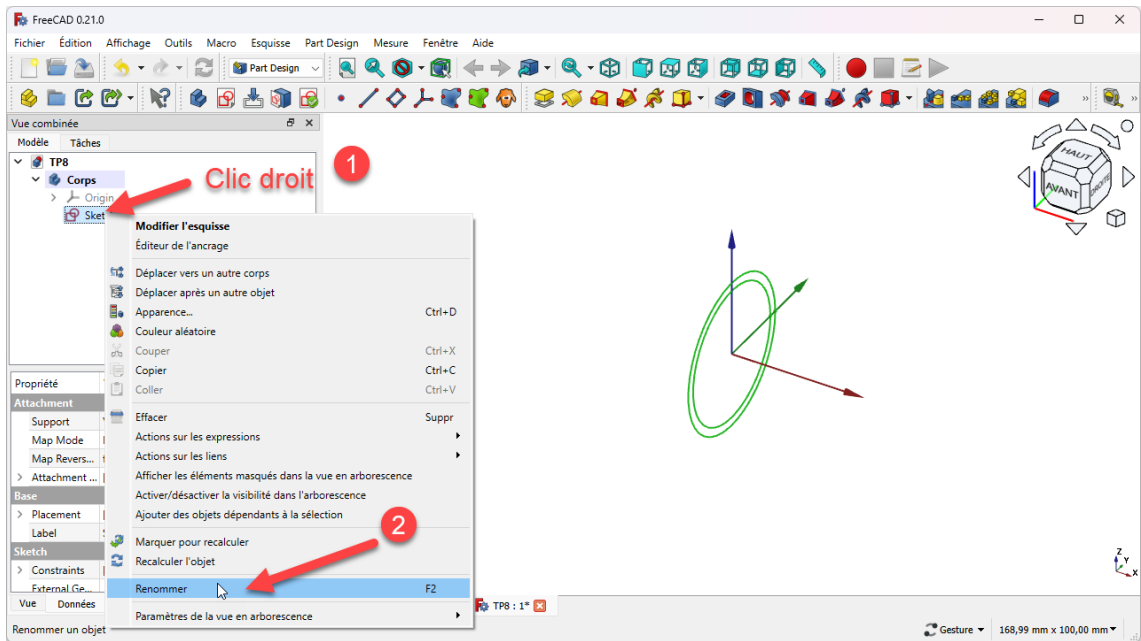 FreeCAD 0.21.0
Fichier Édition Affichage Outils Macro Esquisse Part Design Mesure Fenêtre Aide
Part Design
Vue combinée
Modèle Tâches
TP8
Corps
Origin
Clic droit
1
Modifier l'esquisse
Éditeur de l'ancrage
Déplacer vers un autre corps
Déplacer après un autre objet
Apparence... Ctrl+D
Couleur aléatoire
Couper Ctrl+X
Copier Ctrl+C
Coller Ctrl+V
Effacer Suppr
Actions sur les expressions
Actions sur les liens
Afficher les éléments masqués dans la vue en arborescence
Activer/désactiver la visibilité dans l'arborescence
Ajouter des objets dépendants à la sélection
2
Marquer pour recalculer
Recalculer l'objet
Renommer F2
Paramètres de la vue en arborescence
Propriété
Attachment
Support
Map Mode
Map Revers...
Attachment ...
Base
Placement
Label
Sketch
Constraints
External Ge...
Vue Données
HAUT
AVANT
DROITE
Z
Y
X
TP8 : 1*
Renommer un objet
Gesture 168,99 mm x 100,00 mm